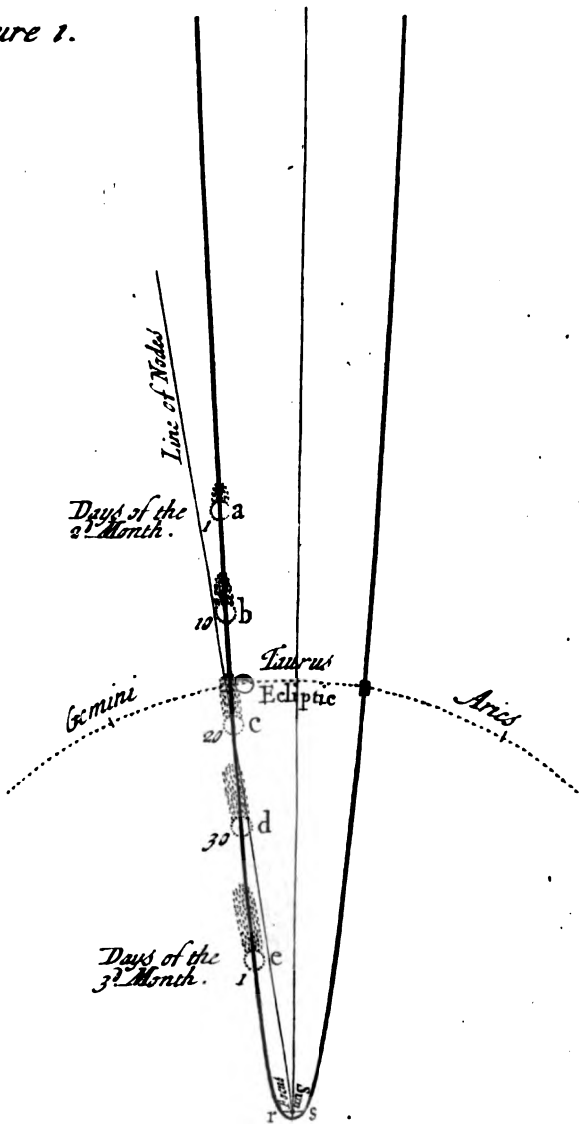 ure 1.
Line of Nodes
Days of the
2d Month.
1
a
10
b
Taurus
Ecliptic
Gemini
Aries
20
c
30
d
Days of the
3d Month.
1
e
Sun
r
s